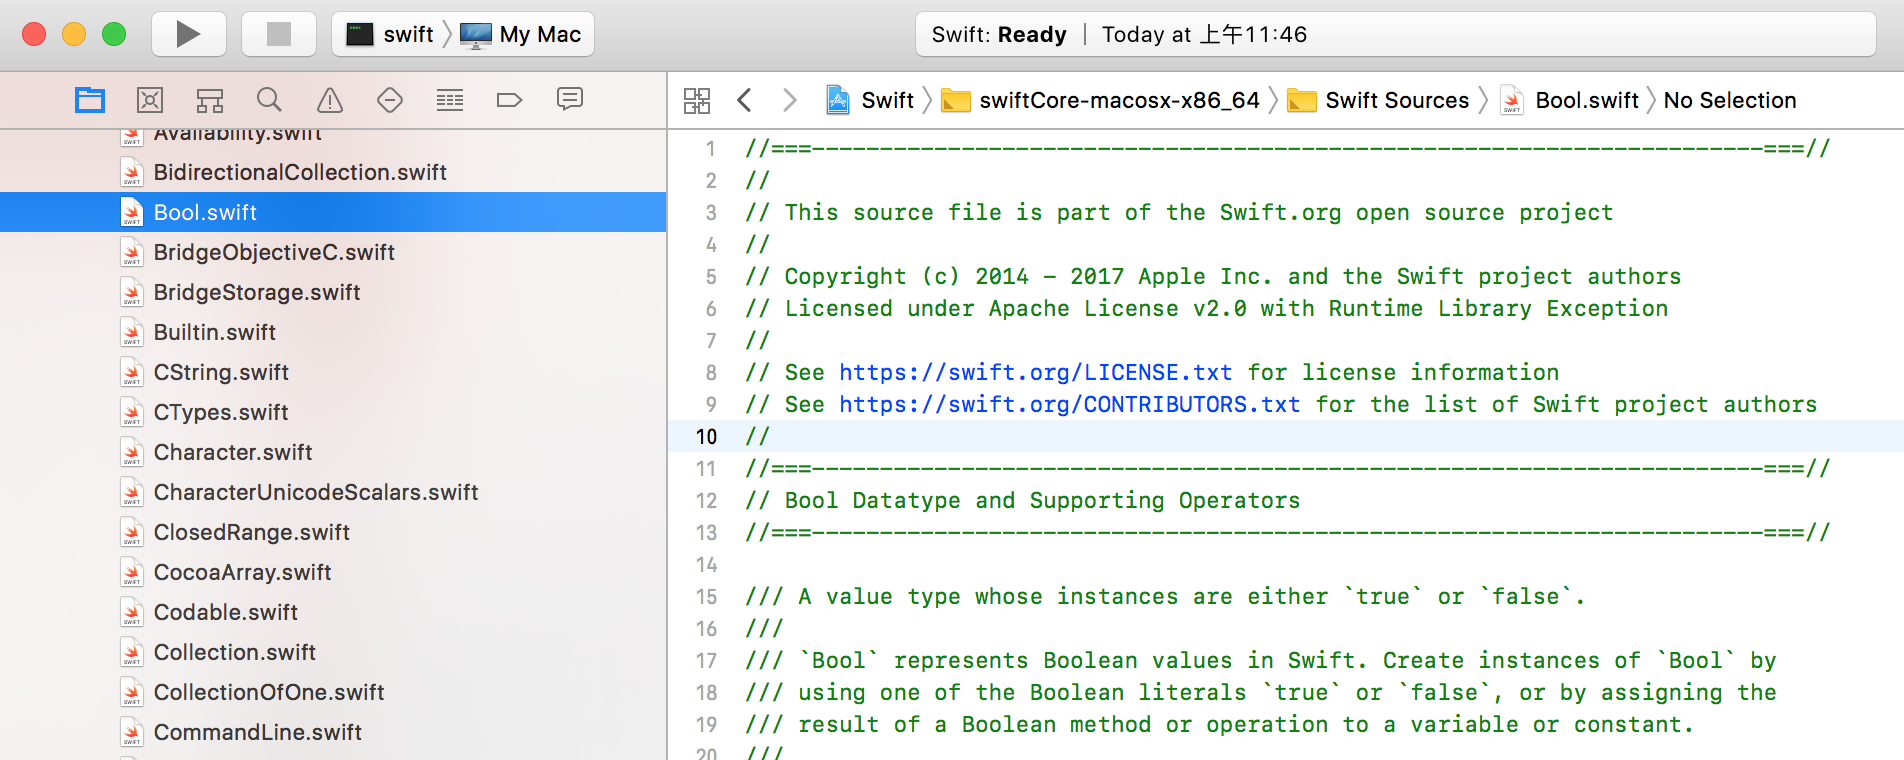 swift 〉 My Mac
Swift: Ready | Today at 上午11:46
Swift 〉 swiftCore-macosx-x86_64 〉 Swift Sources 〉 Bool.swift 〉 No Selection
Availability.swift
BidirectionalCollection.swift
Bool.swift
BridgeObjectiveC.swift
BridgeStorage.swift
Builtin.swift
CString.swift
CTypes.swift
Character.swift
CharacterUnicodeScalars.swift
ClosedRange.swift
CocoaArray.swift
Codable.swift
Collection.swift
CollectionOfOne.swift
CommandLine.swift
1 //===----------------------------------------------------------------------===//
2 //
3 // This source file is part of the Swift.org open source project
4 //
5 // Copyright (c) 2014 - 2017 Apple Inc. and the Swift project authors
6 // Licensed under Apache License v2.0 with Runtime Library Exception
7 //
8 // See https://swift.org/LICENSE.txt for license information
9 // See https://swift.org/CONTRIBUTORS.txt for the list of Swift project authors
10 //
11 //===----------------------------------------------------------------------===//
12 // Bool Datatype and Supporting Operators
13 //===----------------------------------------------------------------------===//
14
15 /// A value type whose instances are either `true` or `false`.
16 ///
17 /// `Bool` represents Boolean values in Swift. Create instances of `Bool` by
18 /// using one of the Boolean literals `true` or `false`, or by assigning the
19 /// result of a Boolean method or operation to a variable or constant.
20 ///